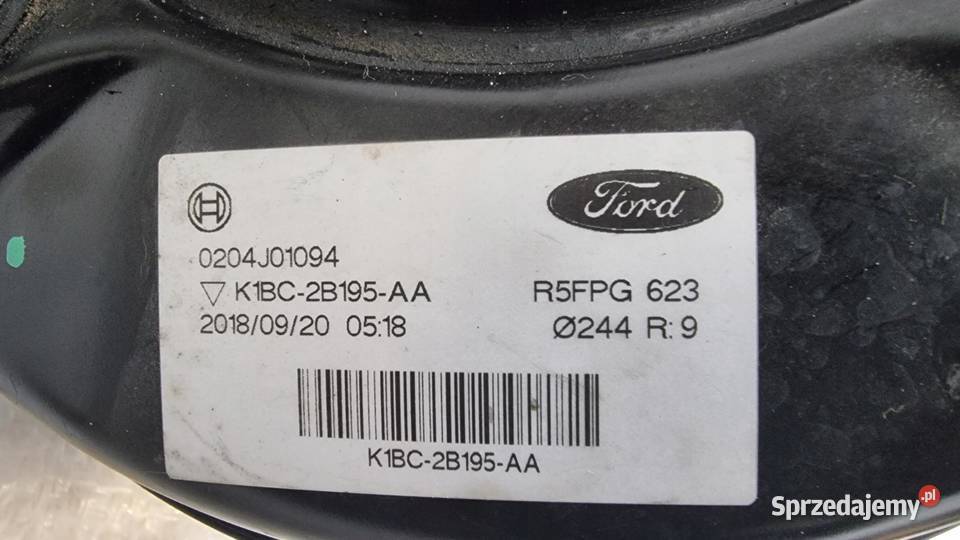 Ford
0204J01094
K1BC-2B195-AA R5FPG 623
2018/09/20 05:18 Ø244 R: 9
K1BC-2B195-AA
Sprzedajemy.pl